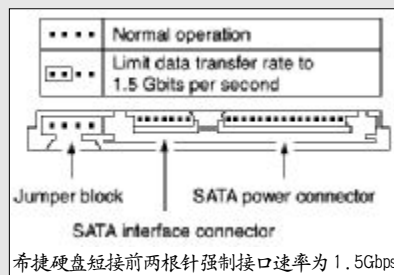 Normal operation
Limit data transfer rate to
1.5 Gbits per second
Jumper block
SATA power connector
SATA interface connector
希捷硬盘短接前两根针强制接口速率为1.5Gbps